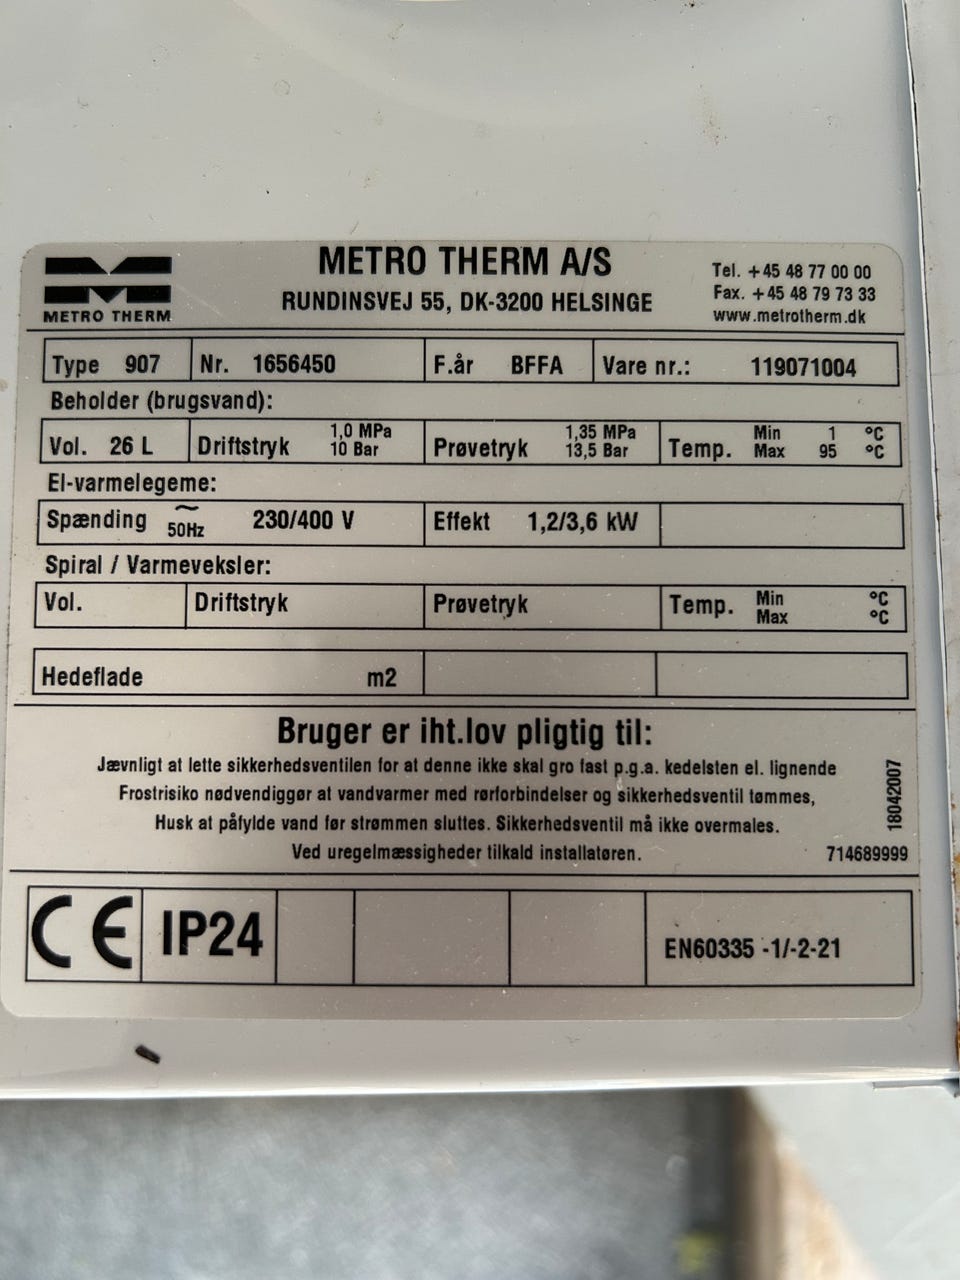 METRO THERM
METRO THERM A/S
RUNDINSVEJ 55, DK-3200 HELSINGE
Tel. +45 48 77 00 00
Fax. +45 48 79 73 33
www.metrotherm.dk
Type 907 Nr. 1656450 F.år BFFA Vare nr.: 119071004
Beholder (brugsvand):
Vol. 26 L Driftstryk 1,0 MPa 10 Bar Prøvetryk 1,35 MPa 13,5 Bar Temp. Min 1 °C Max 95 °C
El-varmelegeme:
Spænding ~ 50Hz 230/400 V Effekt 1,2/3,6 kW
Spiral / Varmeveksler:
Vol. Driftstryk Prøvetryk Temp. Min °C Max °C
Hedeflade m2
Bruger er iht.lov pligtig til:
Jævnligt at lette sikkerhedsventilen for at denne ikke skal gro fast p.g.a. kedelsten el. lignende
Frostrisiko nødvendiggør at vandvarmer med rørforbindelser og sikkerhedsventil tømmes,
Husk at påfylde vand før strømmen sluttes. Sikkerhedsventil må ikke overmales.
Ved uregelmæssigheder tilkald installatøren.
18042007
714689999
CE IP24 EN60335 -1/-2-21